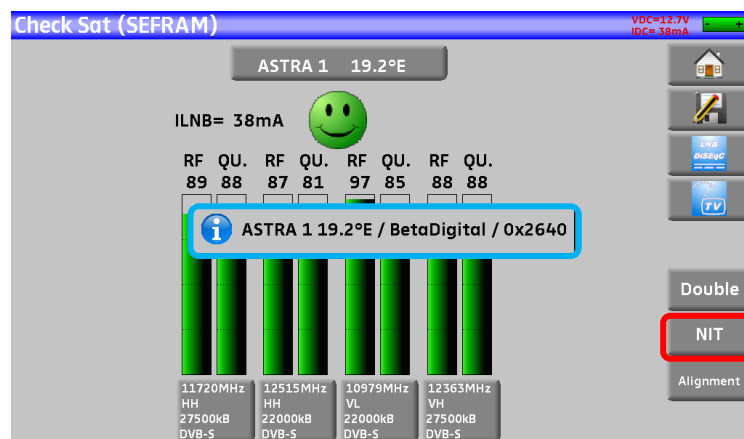 Check Sat (SEFRAM)
VDC=12.7V
IDC= 38mA
- +
ASTRA 1 19.2°E
ILNB= 38mA
RF QU. RF QU. RF QU. RF QU.
89 88 87 81 97 85 88 88
ASTRA 1 19.2°E / BetaDigital / 0x2640
LNB
DiSEqC
TV
Double
NIT
Alignment
11720MHz 12515MHz 10979MHz 12363MHz
HH HH VL VH
27500kB 22000kB 22000kB 27500kB
DVB-S DVB-S DVB-S DVB-S